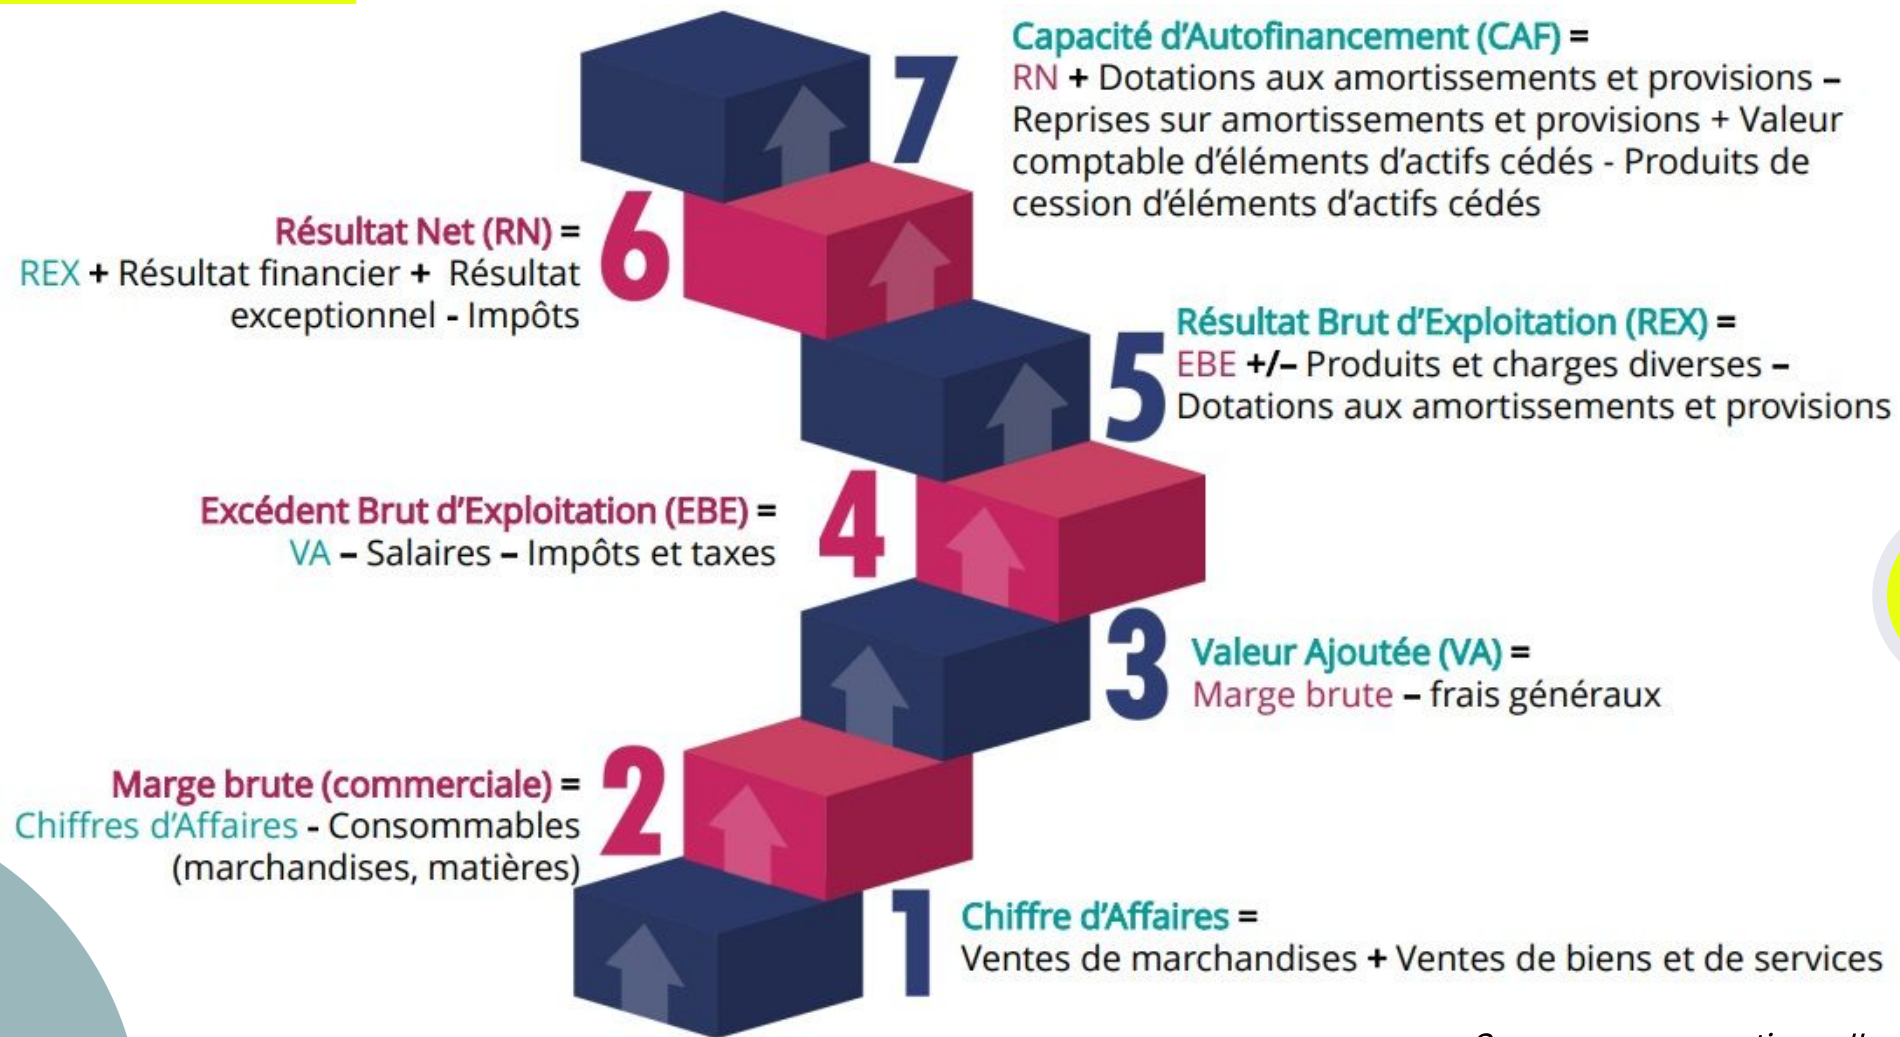 7
Capacité d'Autofinancement (CAF) =
RN + Dotations aux amortissements et provisions –
Reprises sur amortissements et provisions + Valeur
comptable d'éléments d'actifs cédés - Produits de
cession d'éléments d'actifs cédés
6
Résultat Net (RN) =
REX + Résultat financier + Résultat
exceptionnel - Impôts
5
Résultat Brut d'Exploitation (REX) =
EBE +/– Produits et charges diverses –
Dotations aux amortissements et provisions
4
Excédent Brut d'Exploitation (EBE) =
VA – Salaires – Impôts et taxes
3
Valeur Ajoutée (VA) =
Marge brute – frais généraux
2
Marge brute (commerciale) =
Chiffres d'Affaires - Consommables
(marchandises, matières)
1
Chiffre d'Affaires =
Ventes de marchandises + Ventes de biens et de services